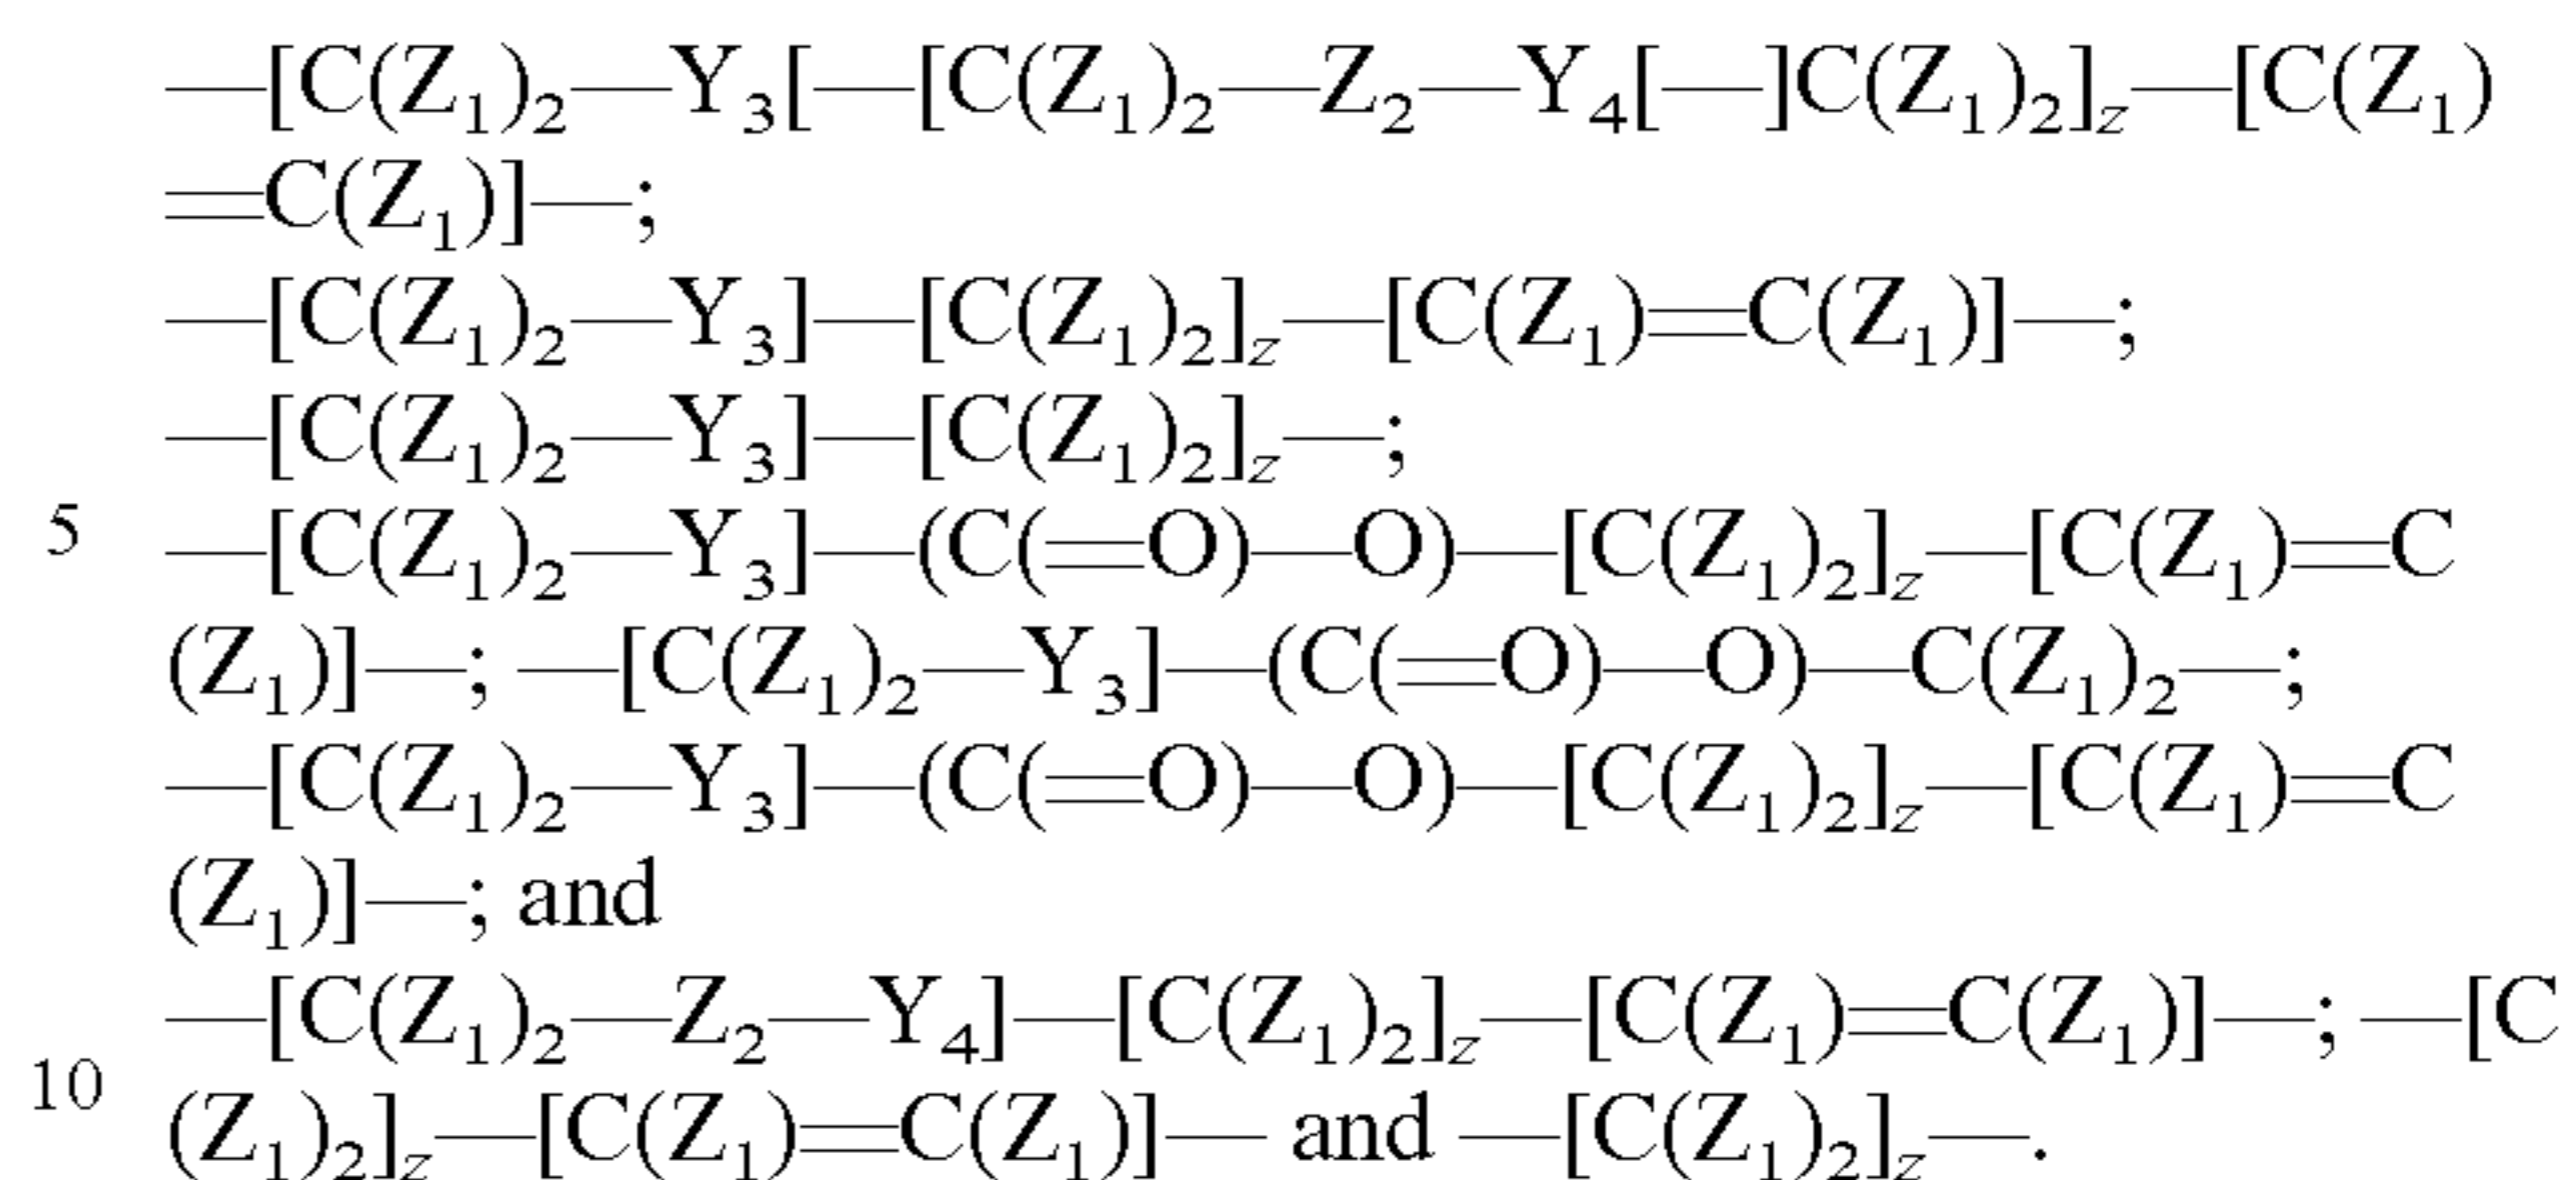 —[C(Z₁)₂—Y₃[—[C(Z₁)₂—Z₂—Y₄[—]C(Z₁)₂]z—[C(Z₁)
=C(Z₁)]—;
—[C(Z₁)₂—Y₃]—[C(Z₁)₂]z—[C(Z₁)=C(Z₁)]—;
—[C(Z₁)₂—Y₃]—[C(Z₁)₂]z—;
5 —[C(Z₁)₂—Y₃]—(C(=O)—O)—[C(Z₁)₂]z—[C(Z₁)=C
(Z₁)]—; —[C(Z₁)₂—Y₃]—(C(=O)—O)—C(Z₁)₂—;
—[C(Z₁)₂—Y₃]—(C(=O)—O)—[C(Z₁)₂]z—[C(Z₁)=C
(Z₁)]—; and
—[C(Z₁)₂—Z₂—Y₄]—[C(Z₁)₂]z—[C(Z₁)=C(Z₁)]—; —[C
10 (Z₁)₂]z—[C(Z₁)=C(Z₁)]— and —[C(Z₁)₂]z—.